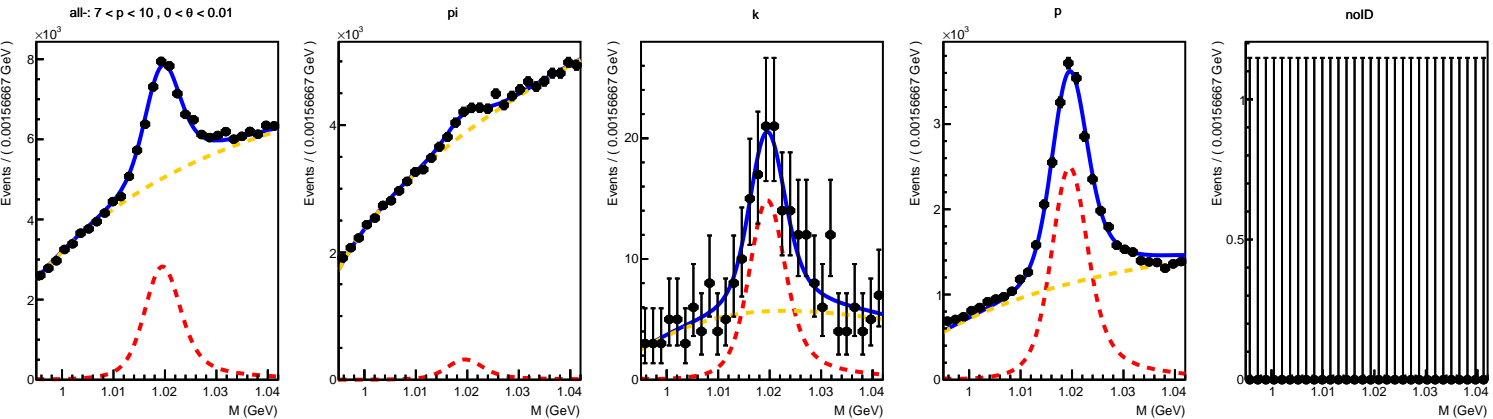 all-: 7 < p < 10 , 0 < θ < 0.01
×10³
Events / ( 0.00156667 GeV )
8
6
4
2
0
1 1.01 1.02 1.03 1.04
M (GeV)
pi
×10³
Events / ( 0.00156667 GeV )
4
2
0
1 1.01 1.02 1.03 1.04
M (GeV)
k
Events / ( 0.00156667 GeV )
20
10
0
1 1.01 1.02 1.03 1.04
M (GeV)
p
×10³
Events / ( 0.00156667 GeV )
3
2
1
0
1 1.01 1.02 1.03 1.04
M (GeV)
noID
Events / ( 0.00156667 GeV )
1
0.5
0
1 1.01 1.02 1.03 1.04
M (GeV)